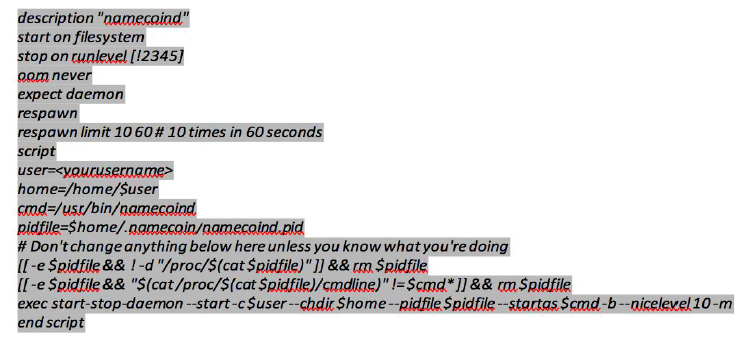 description "namecoind"
start on filesystem
stop on runlevel [!2345]
oom never
expect daemon
respawn
respawn limit 10 60 # 10 times in 60 seconds
script
user=<yourusername>
home=/home/$user
cmd=/usr/bin/namecoind
pidfile=$home/.namecoin/namecoind.pid
# Don't change anything below here unless you know what you're doing
[[ -e $pidfile && ! -d "/proc/$(cat $pidfile)" ]] && rm $pidfile
[[ -e $pidfile && "$(cat /proc/$(cat $pidfile)/cmdline)" != $cmd* ]] && rm $pidfile
exec start-stop-daemon --start -c $user --chdir $home --pidfile $pidfile --startas $cmd -b --nicelevel 10 -m
end script